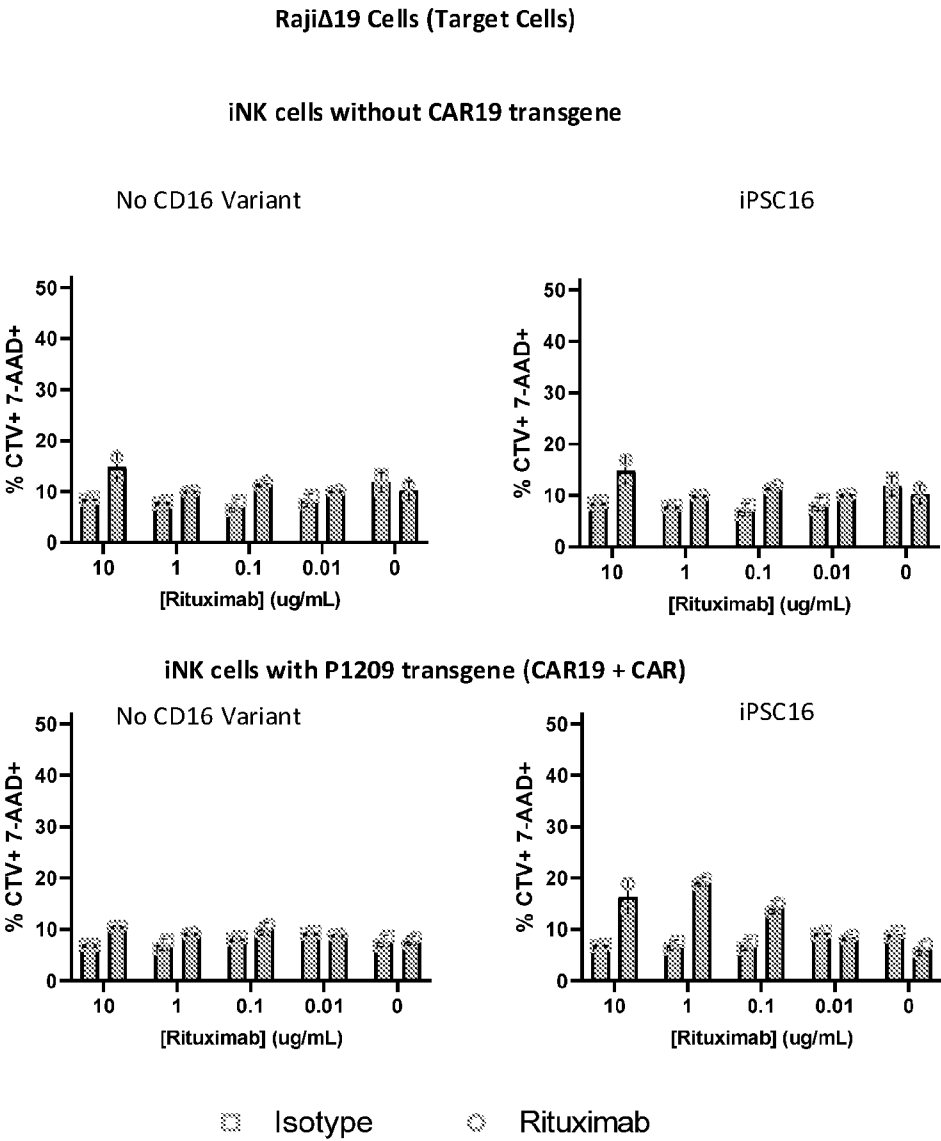 RajiΔ19 Cells (Target Cells)
iNK cells without CAR19 transgene
No CD16 Variant
iPSC16
% CTV+ 7-AAD+
50
40
30
20
10
0
10 1 0.1 0.01 0
[Rituximab] (ug/mL)
% CTV+ 7-AAD+
50
40
30
20
10
0
10 1 0.1 0.01 0
[Rituximab] (ug/mL)
iNK cells with P1209 transgene (CAR19 + CAR)
No CD16 Variant
iPSC16
% CTV+ 7-AAD+
50
40
30
20
10
0
10 1 0.1 0.01 0
[Rituximab] (ug/mL)
% CTV+ 7-AAD+
50
40
30
20
10
0
10 1 0.1 0.01 0
[Rituximab] (ug/mL)
Isotype Rituximab